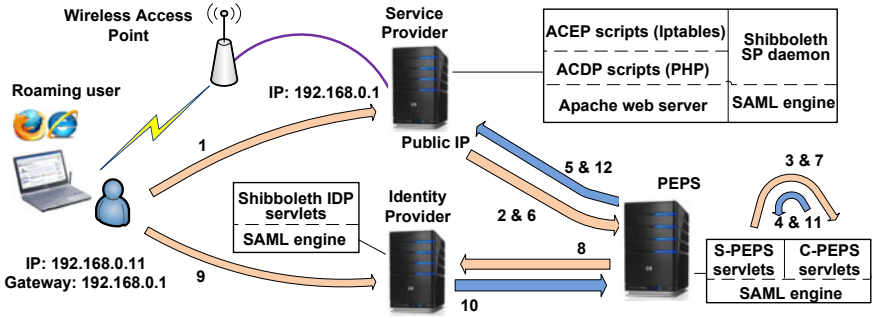 Wireless Access
Point
Service
Provider
ACEP scripts (Iptables)
ACDP scripts (PHP)
Apache web server
Shibboleth
SP daemon
SAML engine
Roaming user
IP: 192.168.0.1
1
Public IP
5 & 12
PEPS
3 & 7
4 & 11
2 & 6
Shibboleth IDP
servlets
SAML engine
Identity
Provider
8
S-PEPS
servlets
C-PEPS
servlets
SAML engine
IP: 192.168.0.11
Gateway: 192.168.0.1
9
10